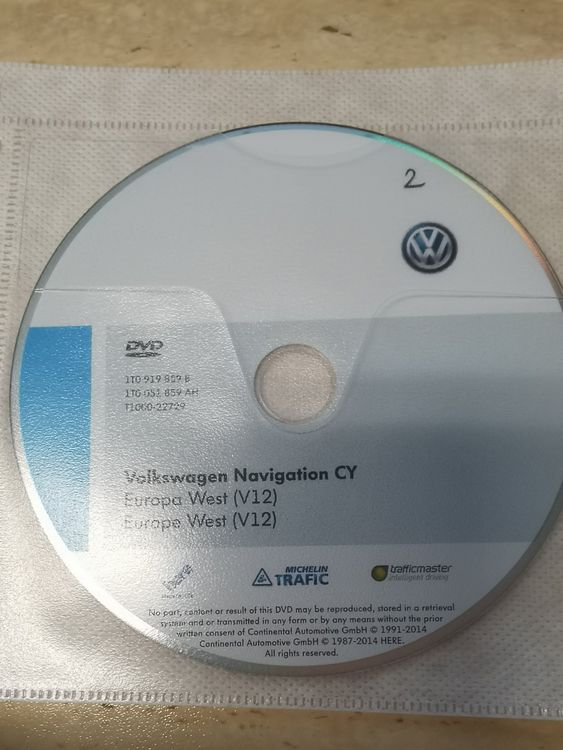 2
DVD
1T0 919 859 B
1T0 051 859 AH
T1000-22729
Volkswagen Navigation CY
Europa West (V12)
Europe West (V12)
here
MICHELIN
TRAFIC
trafficmaster
intelligent driving
No part, content or result of this DVD may be reproduced, stored in a retrieval
system and or transmitted in any form or by any means without the prior
written consent of Continental Automotive GmbH © 1991-2014
Continental Automotive GmbH © 1987-2014 HERE.
All rights reserved.